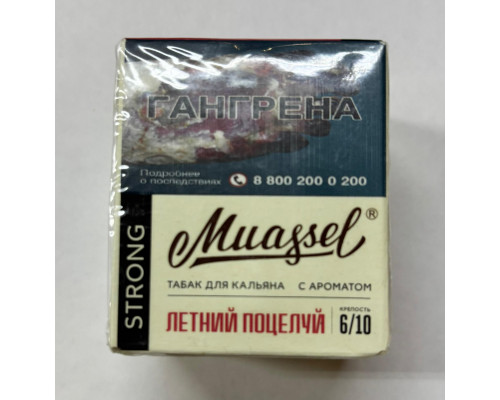 ГАНГРЕНА
Подробнее
о последствиях
8 800 200 0 200
STRONG
Muassel®
ТАБАК ДЛЯ КАЛЬЯНА С АРОМАТОМ
ЛЕТНИЙ ПОЦЕЛУЙ
КРЕПОСТЬ
6/10